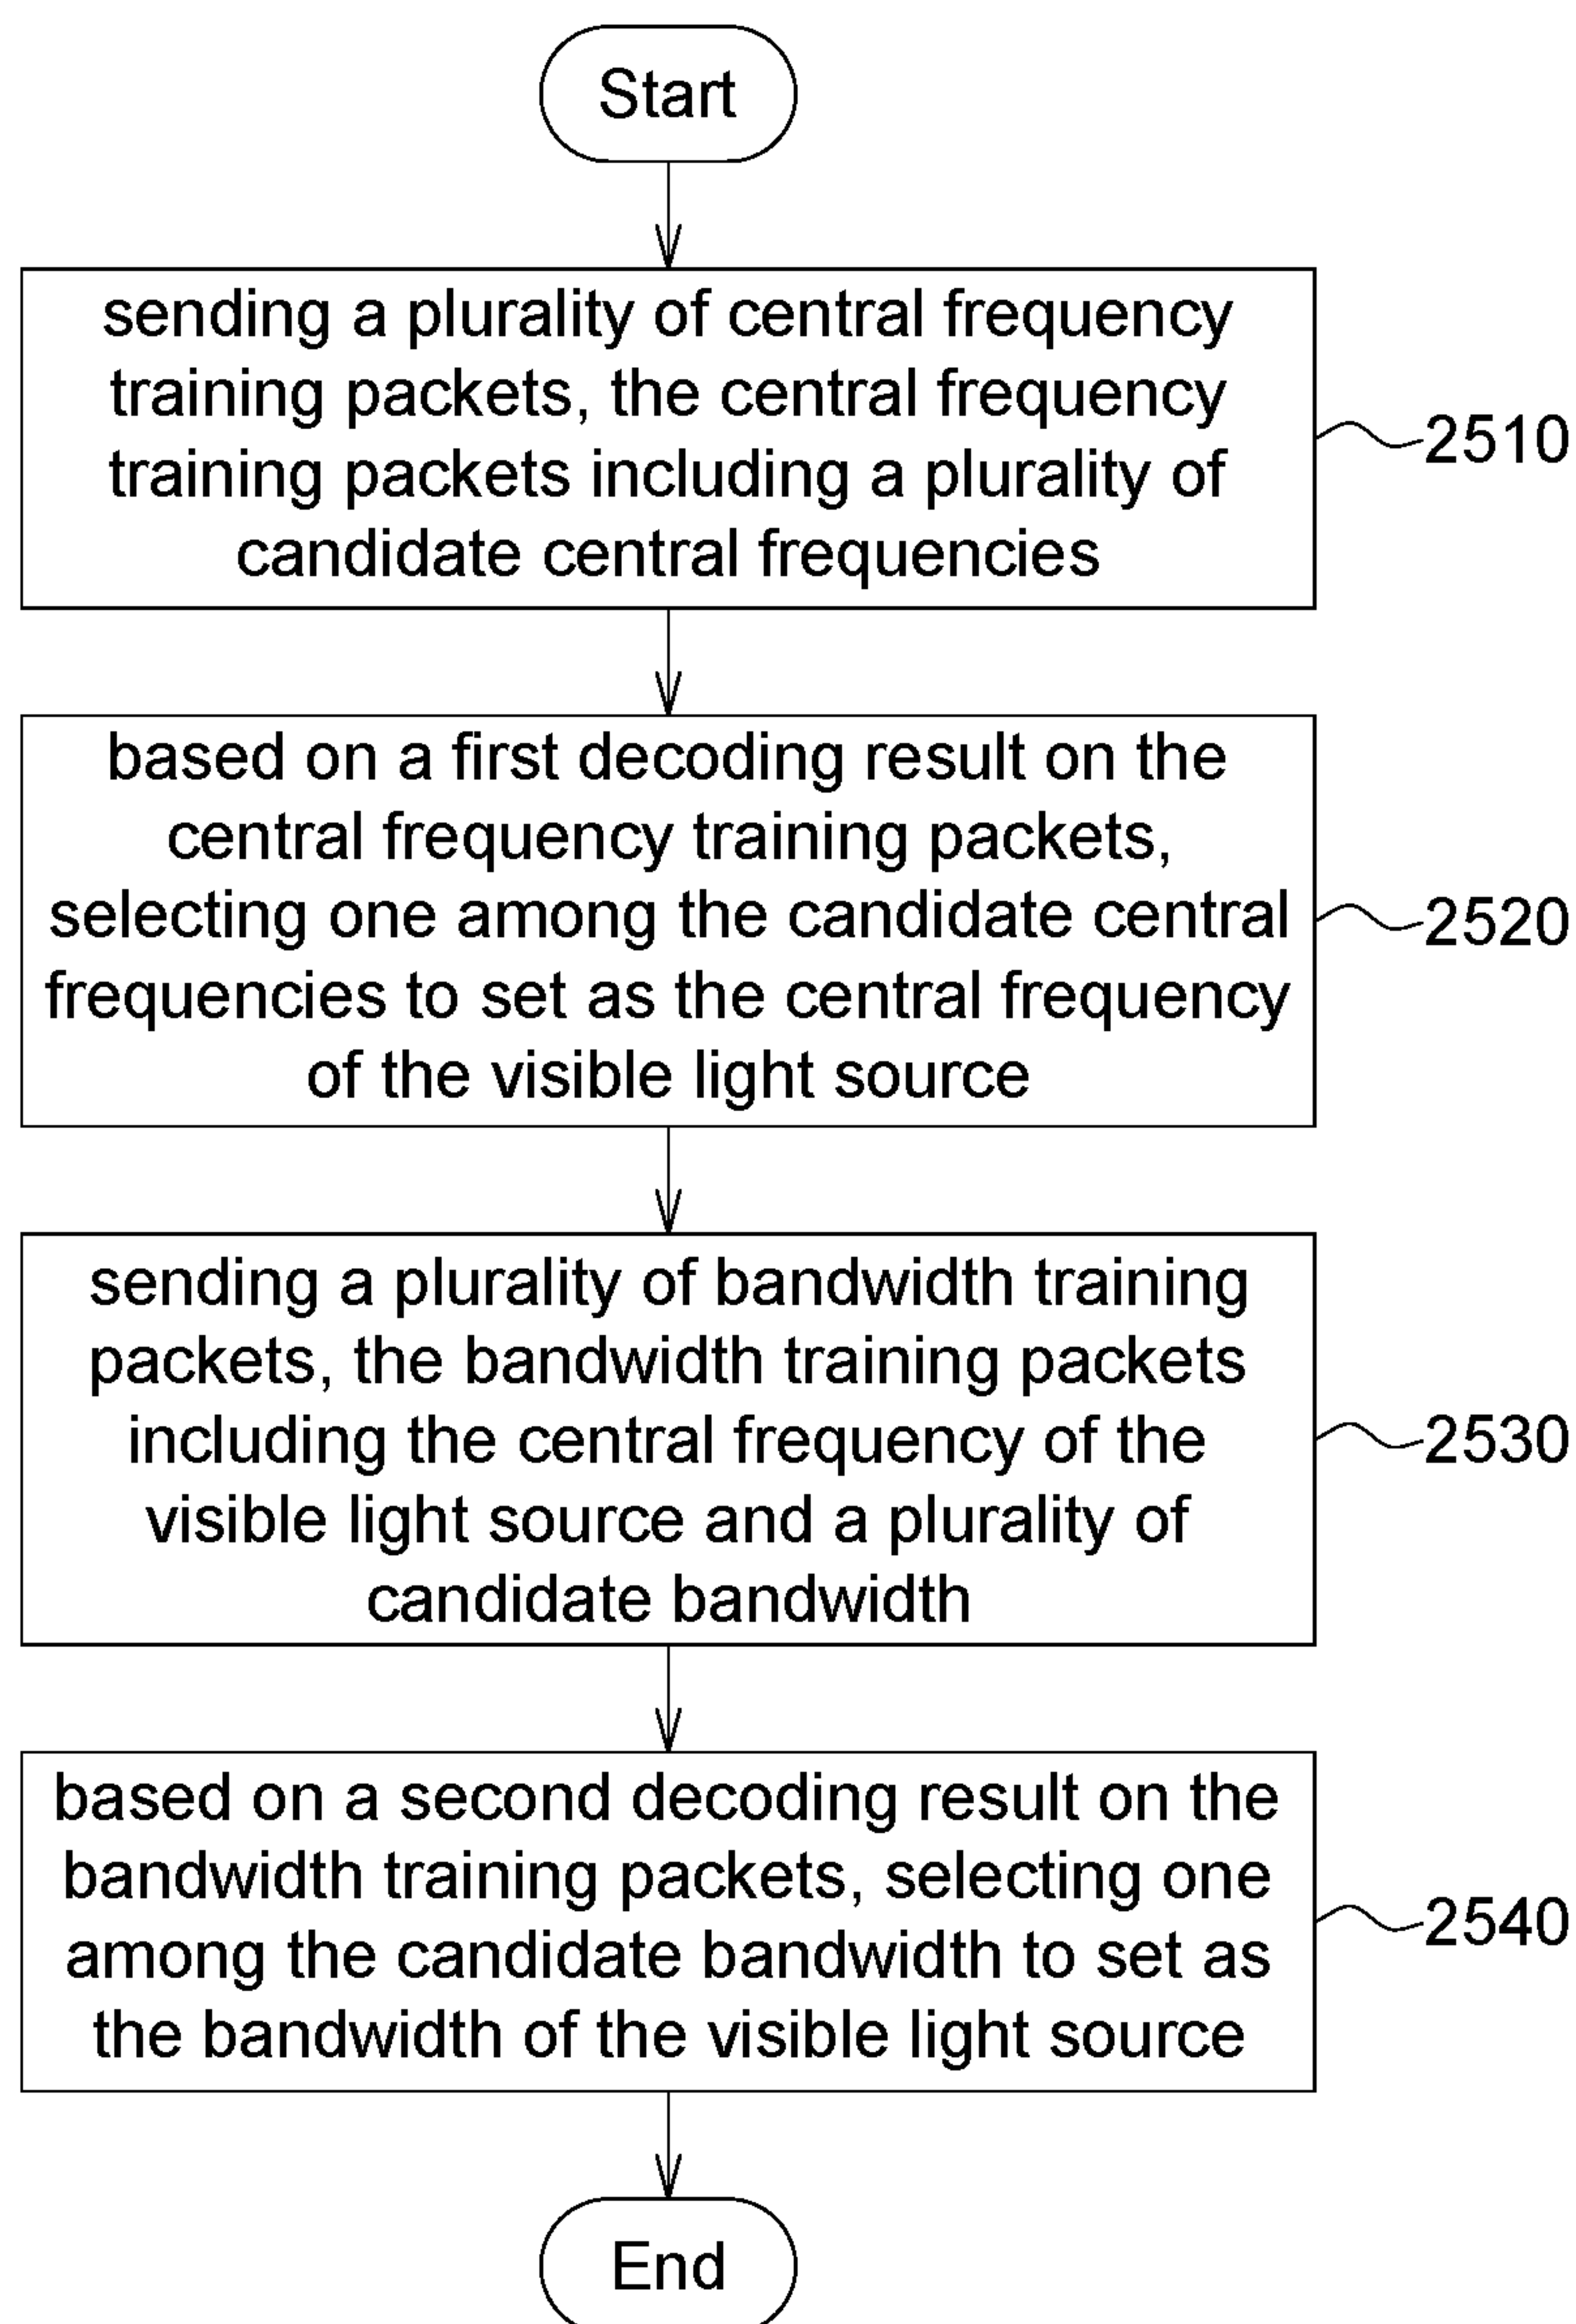 Start
sending a plurality of central frequency
training packets, the central frequency
training packets including a plurality of
candidate central frequencies
2510
based on a first decoding result on the
central frequency training packets,
selecting one among the candidate central
frequencies to set as the central frequency
of the visible light source
2520
sending a plurality of bandwidth training
packets, the bandwidth training packets
including the central frequency of the
visible light source and a plurality of
candidate bandwidth
2530
based on a second decoding result on the
bandwidth training packets, selecting one
among the candidate bandwidth to set as
the bandwidth of the visible light source
2540
End